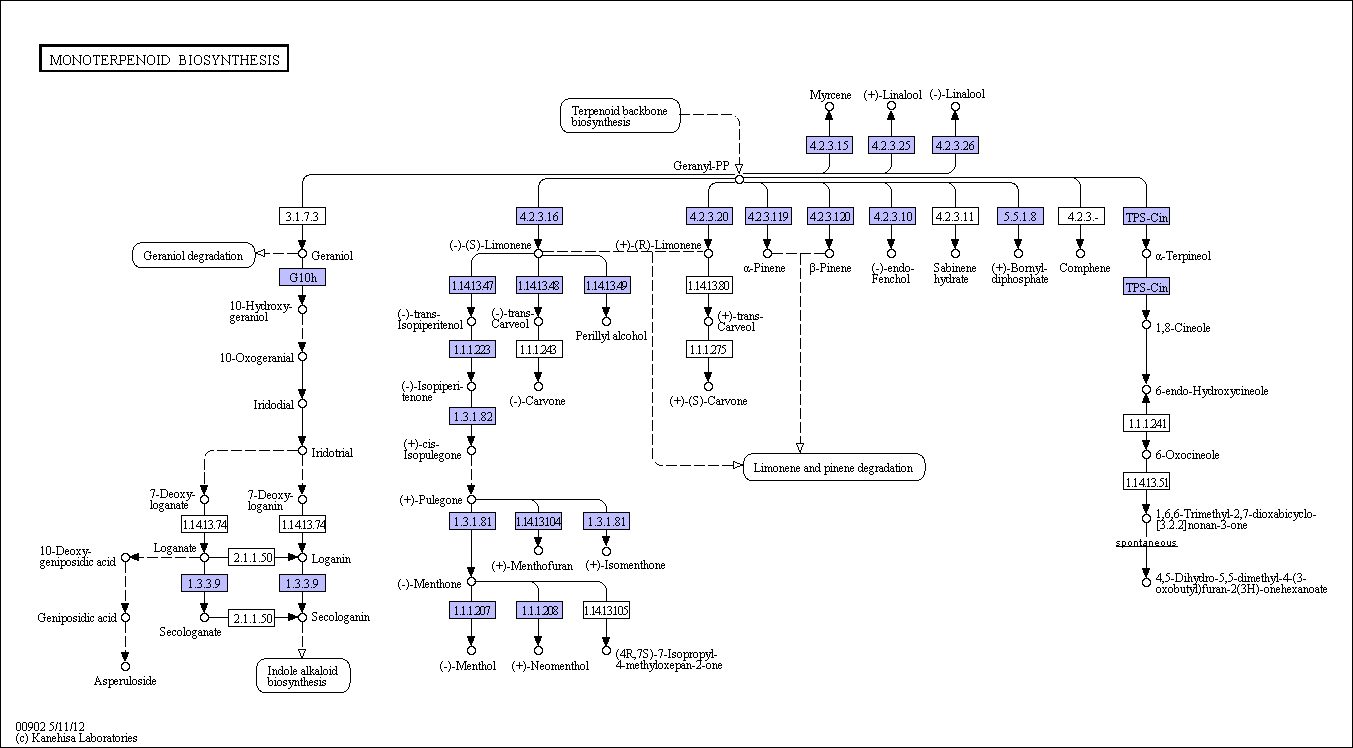 MONOTERPENOID BIOSYNTHESIS
Myrcene
(+)-Linalool
(-)-Linalool
Terpenoid backbone
biosynthesis
4.2.3.15
4.2.3.25
4.2.3.26
Geranyl-PP
3.1.7.3
4.2.3.16
4.2.3.20
4.2.3.119
4.2.3.120
4.2.3.10
4.2.3.11
5.5.1.8
4.2.3.-
TPS-Cin
Geraniol degradation
Geraniol
(-)-(S)-Limonene
(+)-(R)-Limonene
α-Pinene
β-Pinene
(-)-endo-
Fenchol
Sabinene
hydrate
(+)-Bornyl-
diphosphate
Comphene
α-Terpineol
G10h
1.14.13.47
1.14.13.48
1.14.13.49
1.14.13.80
TPS-Cin
10-Hydroxy-
geraniol
(-)-trans-
Isopiperitenol
(-)-trans-
Carveol
Perillyl alcohol
(+)-trans-
Carveol
1,8-Cineole
1.1.1.223
1.1.1.243
1.1.1.275
10-Oxogeranial
(-)-Isopiperi-
tenone
(-)-Carvone
(+)-(S)-Carvone
6-endo-Hydroxycineole
Iridodial
1.3.1.82
1.1.1.241
Iridotrial
(+)-cis-
Isopulegone
6-Oxocineole
Limonene and pinene degradation
1.14.13.51
7-Deoxy-
loganate
7-Deoxy-
loganin
(+)-Pulegone
1.14.13.74
1.14.13.74
1.3.1.81
1.14.13.104
1.3.1.81
1,6,6-Trimethyl-2,7-dioxabicyclo-
[3.2.2]nonan-3-one
spontaneous
10-Deoxy-
geniposidic acid
Loganate
2.1.1.50
Loganin
(+)-Menthofuran
(+)-Isomenthone
1.3.3.9
1.3.3.9
(-)-Menthone
4,5-Dihydro-5,5-dimethyl-4-(3-
oxobutyl)furan-2(3H)-onehexanoate
1.1.1.207
1.1.1.208
1.14.13.105
Geniposidic acid
Secologanate
2.1.1.50
Secologanin
(-)-Menthol
(+)-Neomenthol
(4R,7S)-7-Isopropyl-
4-methyloxepan-2-one
Asperuloside
Indole alkaloid
biosynthesis
00902 5/11/12
(c) Kanehisa Laboratories